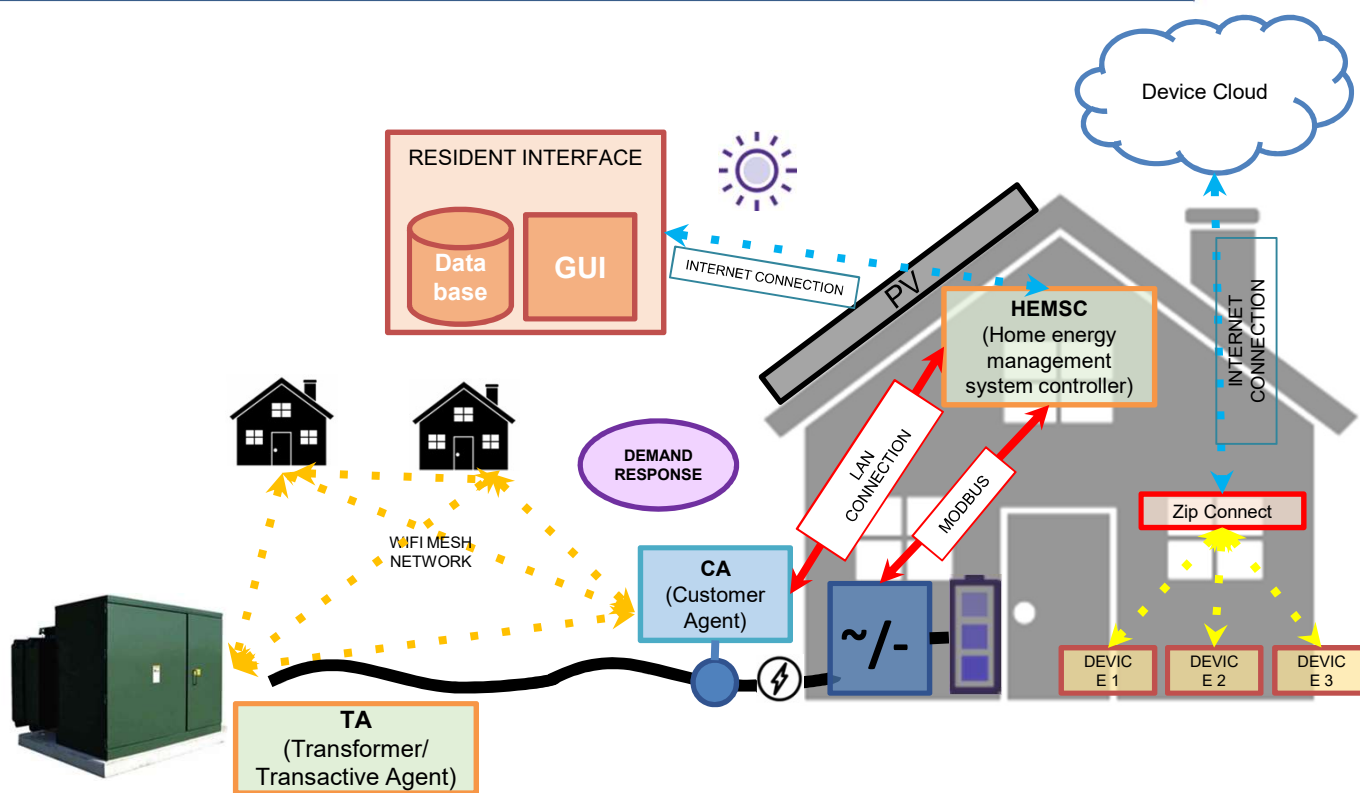 Device Cloud
RESIDENT INTERFACE
Data
base
GUI
INTERNET CONNECTION
PV
HEMSC
(Home energy
management
system controller)
INTERNET
CONNECTION
LAN
CONNECTION
MODBUS
DEMAND
RESPONSE
Zip Connect
WIFI MESH
NETWORK
CA
(Customer
Agent)
~/-
DEVIC
E 1
DEVIC
E 2
DEVIC
E 3
TA
(Transformer/
Transactive Agent)